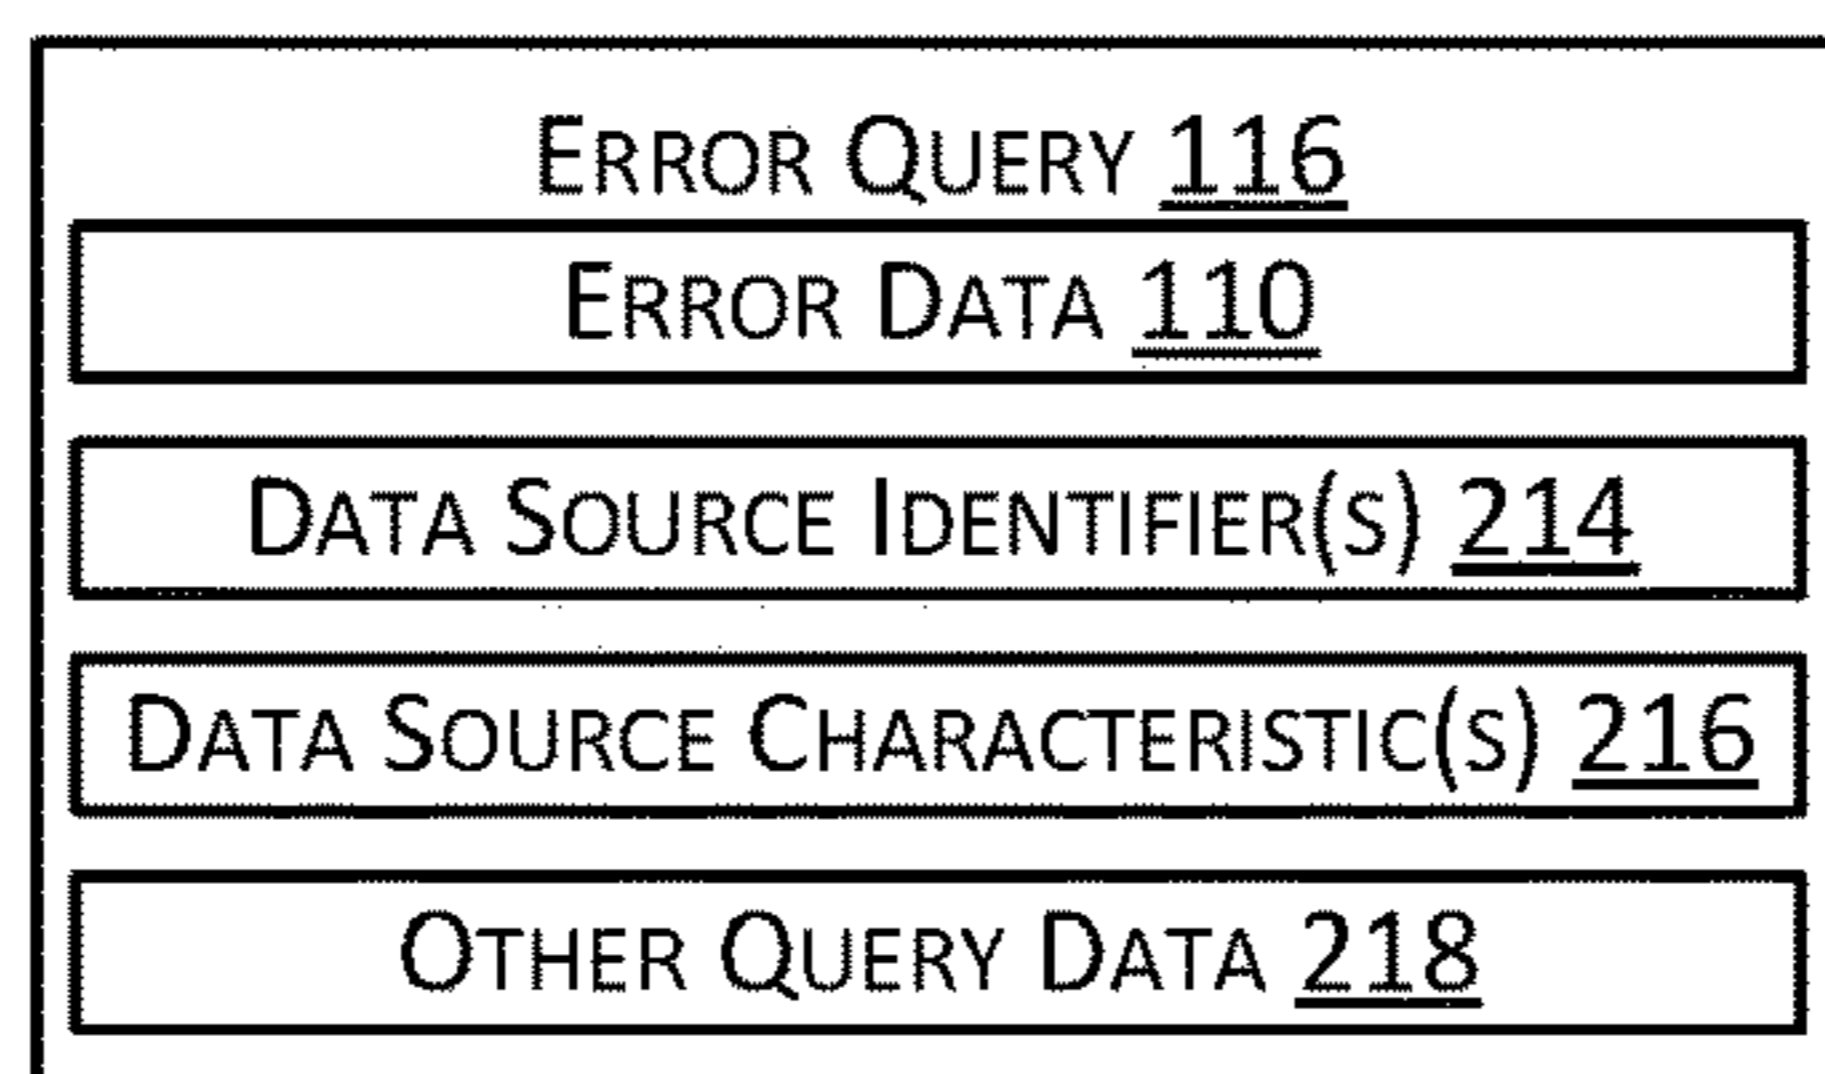 ERROR QUERY 116
ERROR DATA 110
DATA SOURCE IDENTIFIER(S) 214
DATA SOURCE CHARACTERISTIC(S) 216
OTHER QUERY DATA 218